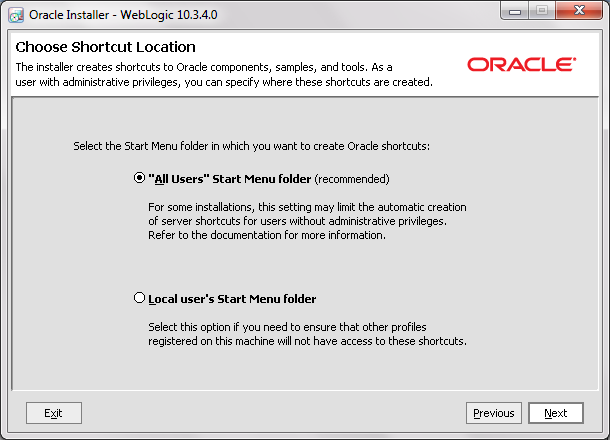 Oracle Installer - WebLogic 10.3.4.0
Choose Shortcut Location
The installer creates shortcuts to Oracle components, samples, and tools. As a
user with administrative privileges, you can specify where these shortcuts are created.
ORACLE®
Select the Start Menu folder in which you want to create Oracle shortcuts:
"All Users" Start Menu folder (recommended)
For some installations, this setting may limit the automatic creation
of server shortcuts for users without administrative privileges.
Refer to the documentation for more information.
Local user's Start Menu folder
Select this option if you need to ensure that other profiles
registered on this machine will not have access to these shortcuts.
Exit
Previous
Next